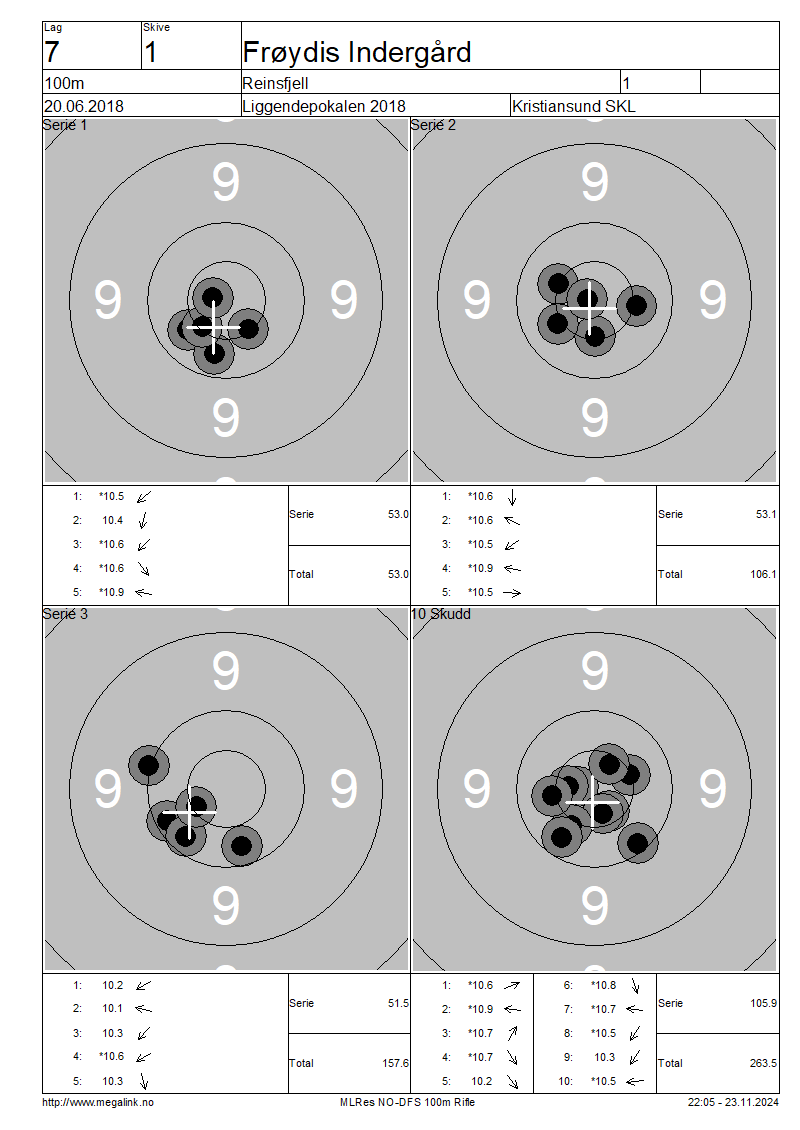 Lag
Skive
7
1
Frøydis Indergård
100m
Reinsfjell
1
20.06.2018
Liggendepokalen 2018
Kristiansund SKL
Serie 1
9
9
9
9
Serie 2
9
9
9
9
1: *10.5
2: 10.4
3: *10.6
4: *10.6
5: *10.9
Serie 53.0
Total 53.0
1: *10.6
2: *10.6
3: *10.5
4: *10.9
5: *10.5
Serie 53.1
Total 106.1
Serie 3
9
9
9
9
10 Skudd
9
9
9
9
1: 10.2
2: 10.1
3: 10.3
4: *10.6
5: 10.3
Serie 51.5
Total 157.6
1: *10.6
2: *10.9
3: *10.7
4: *10.7
5: 10.2
6: *10.8
7: *10.7
8: *10.5
9: 10.3
10: *10.5
Serie 105.9
Total 263.5
http://www.megalink.no
MLRes NO-DFS 100m Rifle
22:05 - 23.11.2024